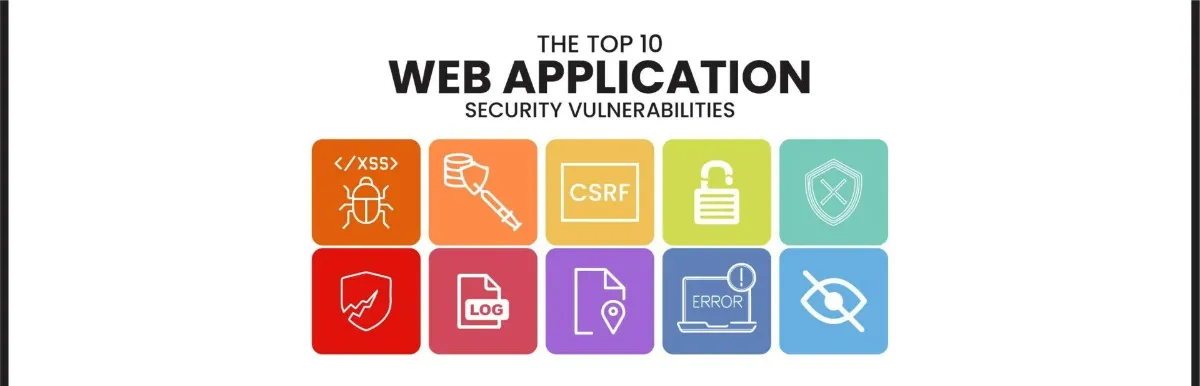 THE TOP 10
WEB APPLICATION
SECURITY VULNERABILITIES
</XSS>
CSRF
LOG
ERROR
!